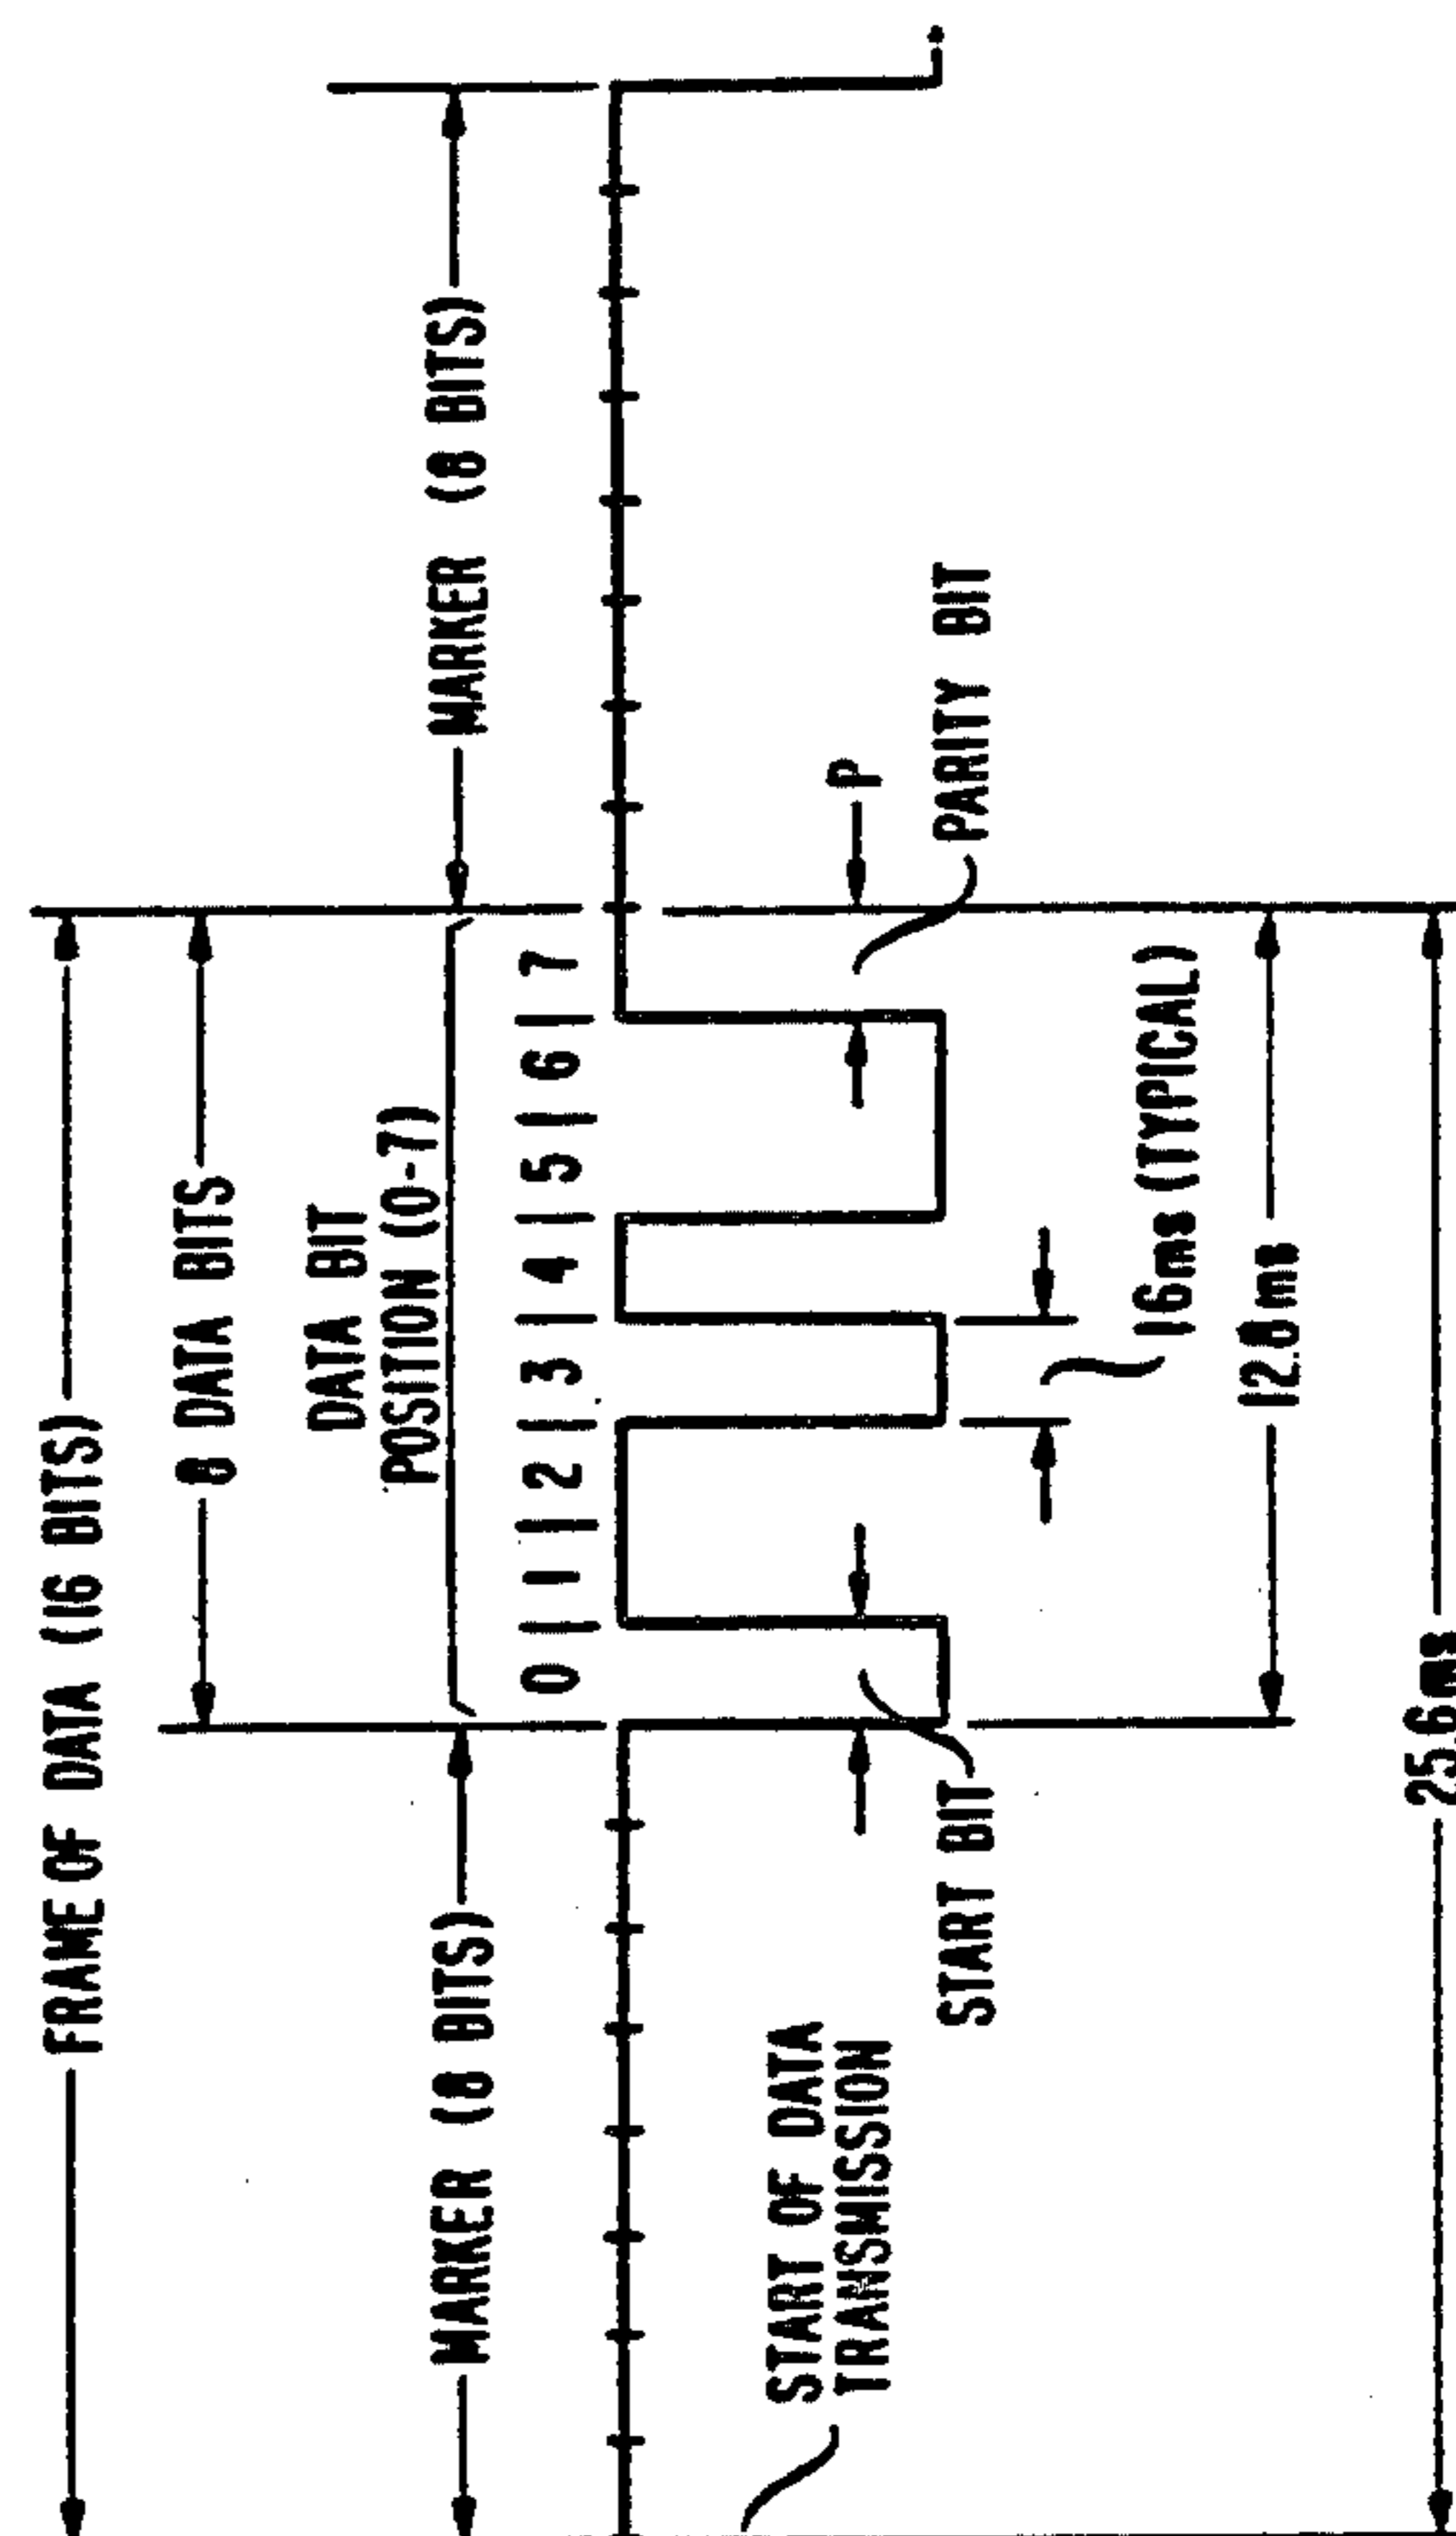 FRAME OF DATA (16 BITS)
8 DATA BITS
DATA BIT
POSITION (0-7)
MARKER (8 BITS)
MARKER (8 BITS)
0 | 1 | 2 | 3 | 4 | 5 | 6 | 7
START OF DATA
TRANSMISSION
P
START BIT
PARITY BIT
16ms (TYPICAL)
12.8ms
25.6ms